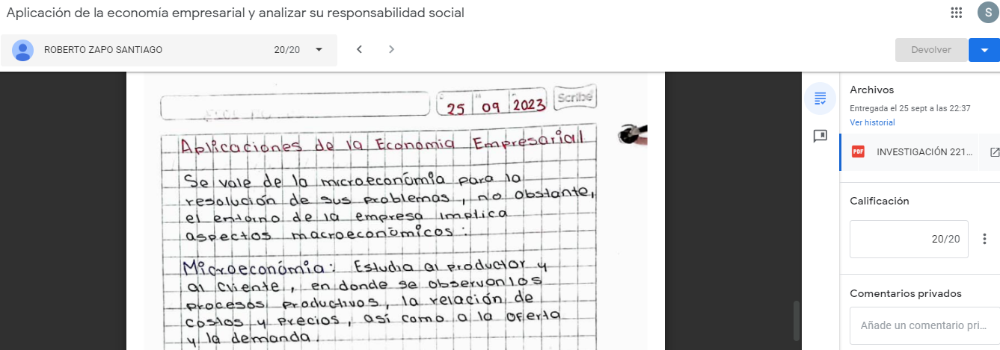 Aplicación de la economía empresarial y analizar su responsabilidad social
S
ROBERTO ZAPO SANTIAGO 20/20
Devolver
25 09 2023 Scribe
Aplicaciones de la Economia Empresarial
Se vale de la microeconómia para la
resolución de sus problemas, no obstante,
el entorno de la empresa implica
aspectos macroeconómicos:
Microeconómia: Estudia al productor y
al cliente, en donde se observan los
procesos productivos, la relación de
costos y precios, así como a la oferta
y la demanda.
Archivos
Entregada el 25 sept a las 22:37
Ver historial
PDF INVESTIGACIÓN 221...
Calificación
20/20
Comentarios privados
Añade un comentario pri...